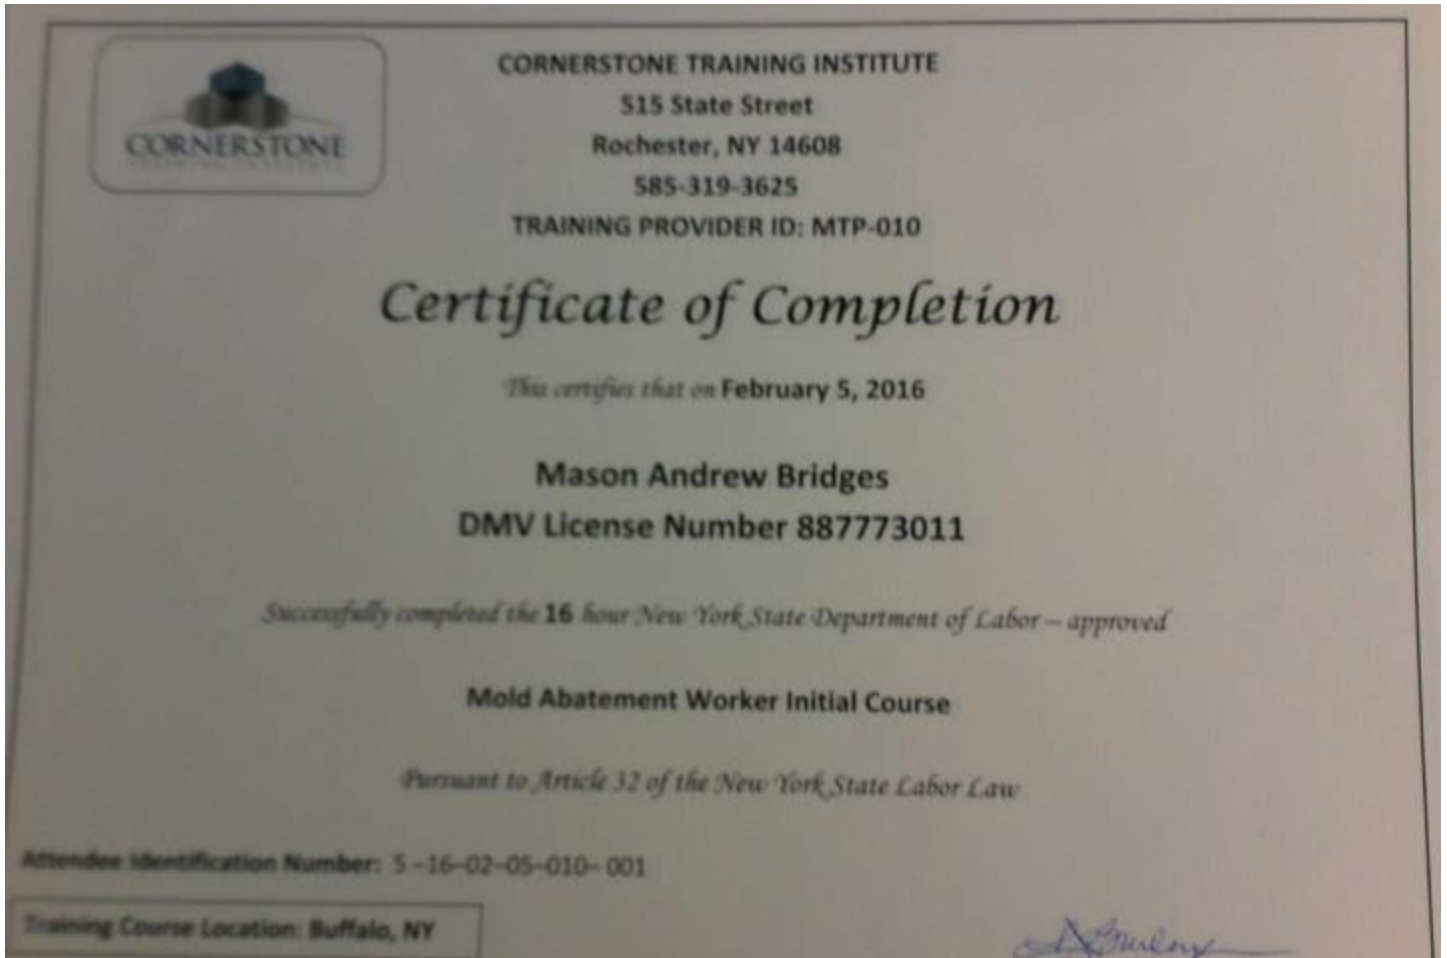 CORNERSTONE
TRAINING INSTITUTE
CORNERSTONE TRAINING INSTITUTE
515 State Street
Rochester, NY 14608
585-319-3625
TRAINING PROVIDER ID: MTP-010
Certificate of Completion
This certifies that on February 5, 2016
Mason Andrew Bridges
DMV License Number 887773011
Successfully completed the 16 hour New York State Department of Labor – approved
Mold Abatement Worker Initial Course
Pursuant to Article 32 of the New York State Labor Law
Attendee Identification Number: 5 –16–02–05–010– 001
Training Course Location: Buffalo, NY